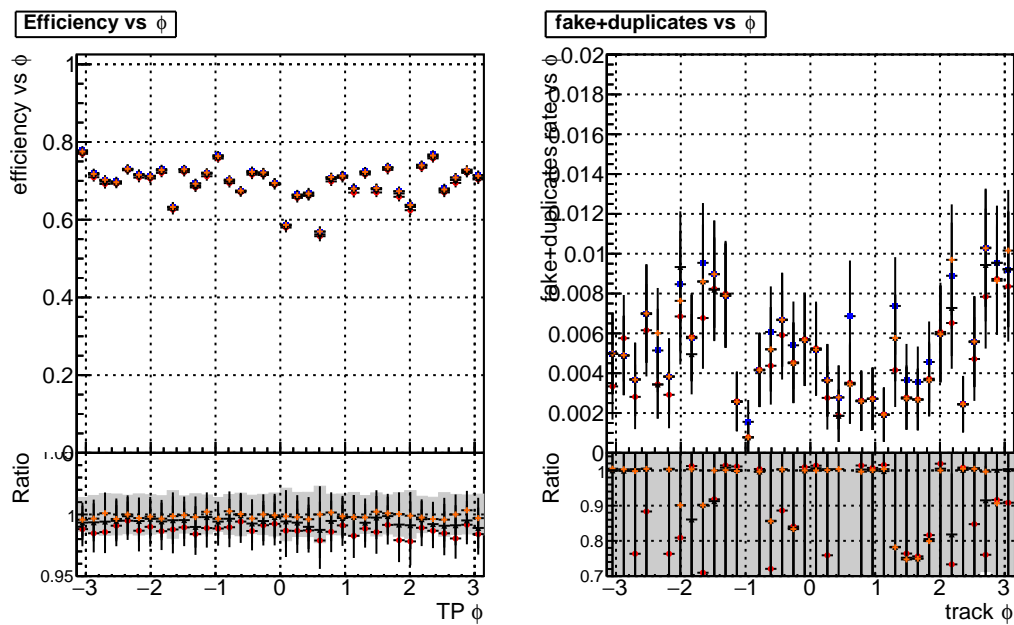 Efficiency vs ϕ
efficiency vs ϕ
1
0.8
0.6
0.4
0.2
0
Ratio
1.05
1
0.95
−3 −2 −1 0 1 2 3
TP ϕ
fake+duplicates vs ϕ
fake+duplicates rate vs ϕ
0.02
0.018
0.016
0.014
0.012
0.01
0.008
0.006
0.004
0.002
0
Ratio
1
0.9
0.8
0.7
−3 −2 −1 0 1 2 3
track ϕ